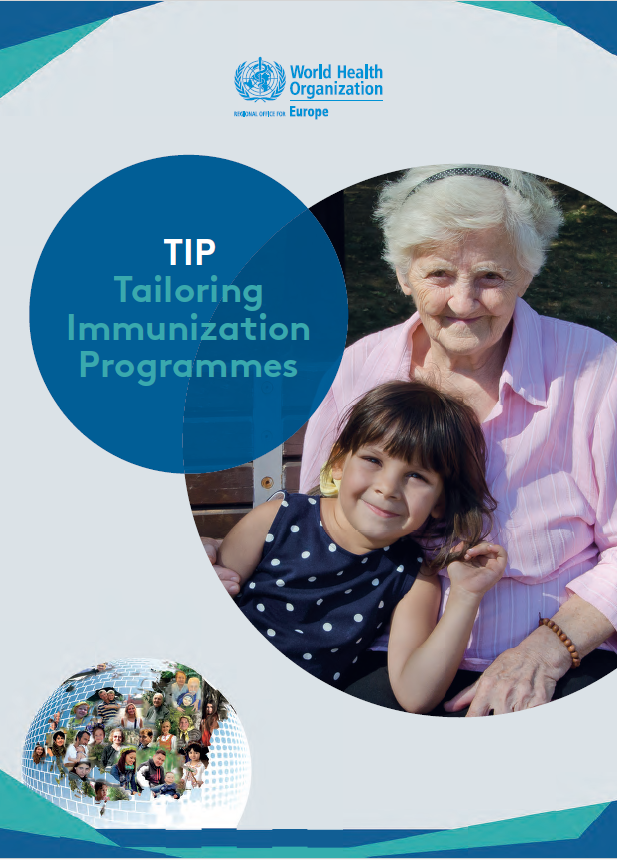 World Health
Organization
REGIONAL OFFICE FOR Europe
TIP
Tailoring
Immunization
Programmes